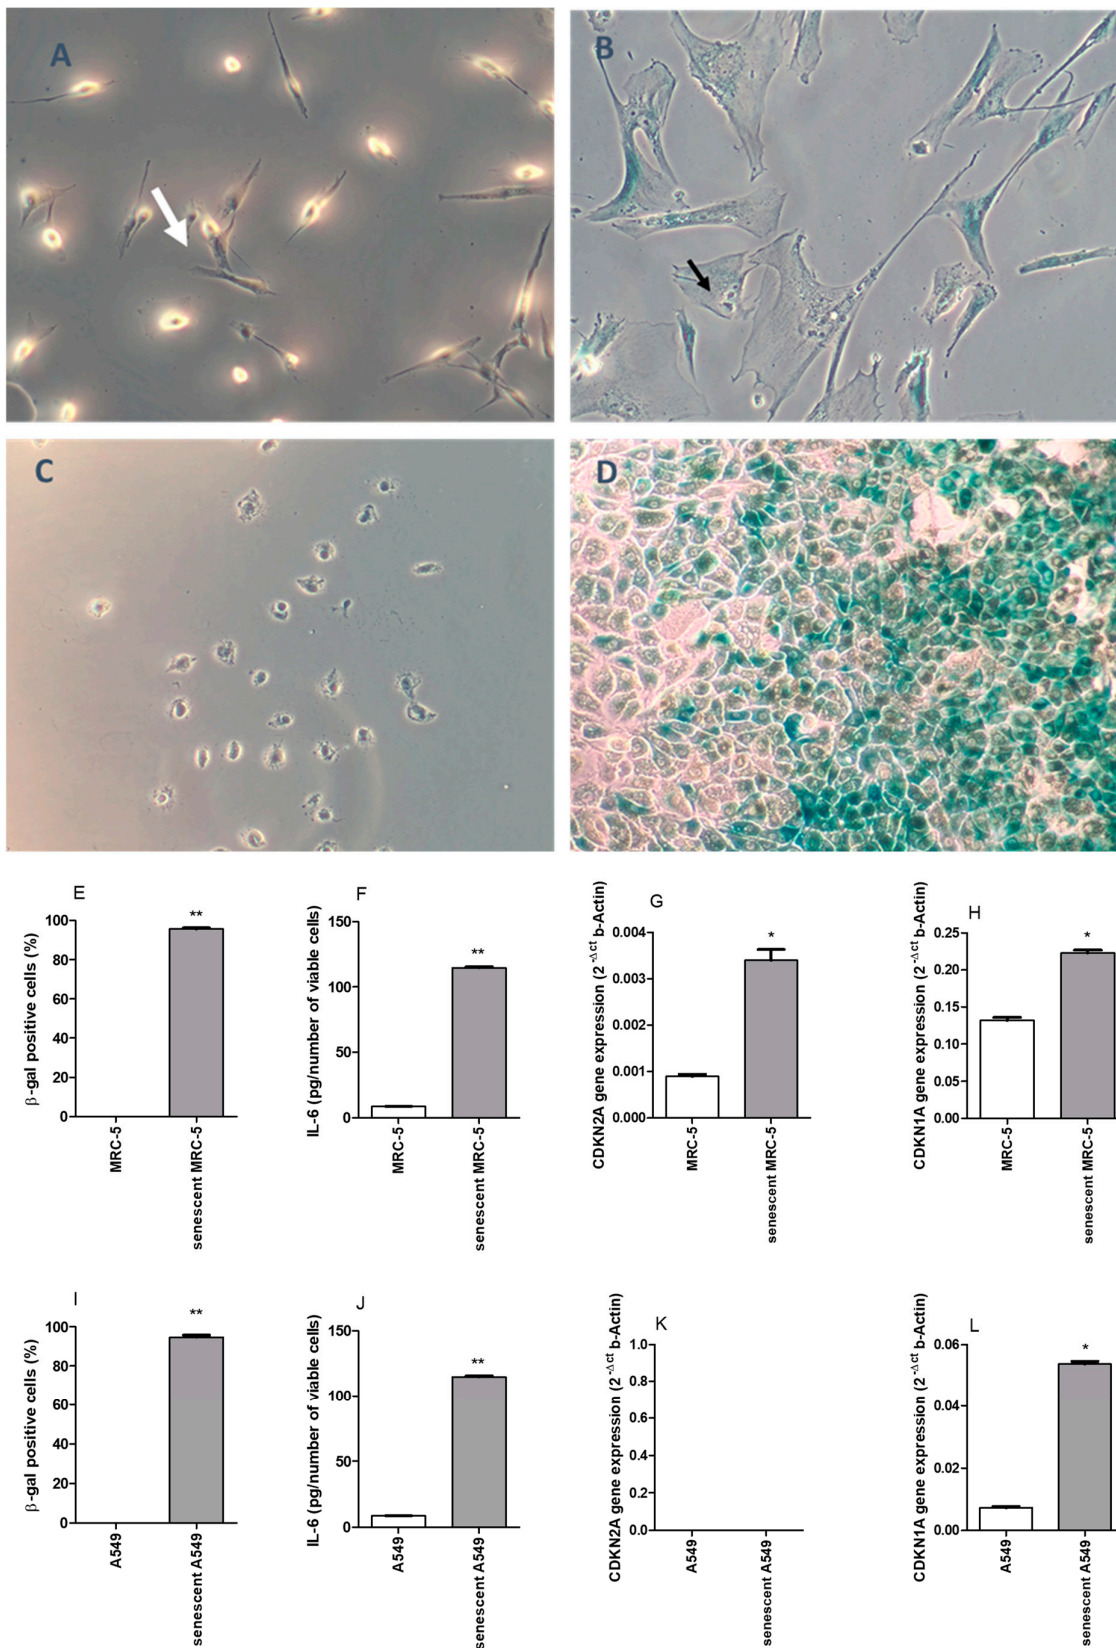 A
B
C
D
E
β-gal positive cells (%)
100
80
60
40
20
0
**
MRC-5
senescent MRC-5
F
IL-6 (pg/number of viable cells)
150
100
50
0
**
MRC-5
senescent MRC-5
G
CDKN2A gene expression (2^-Δct b-Actin)
0.004
0.003
0.002
0.001
0.000
*
MRC-5
senescent MRC-5
H
CDKN1A gene expression (2^-Δct b-Actin)
0.25
0.20
0.15
0.10
0.05
0.00
*
MRC-5
senescent MRC-5
I
β-gal positive cells (%)
100
80
60
40
20
0
**
A549
senescent A549
J
IL-6 (pg/number of viable cells)
150
100
50
0
**
A549
senescent A549
K
CDKN2A gene expression (2^-Δct b-Actin)
1.0
0.8
0.6
0.4
0.2
0.0
A549
senescent A549
L
CDKN1A gene expression (2^-Δct b-Actin)
0.06
0.04
0.02
0.00
*
A549
senescent A549